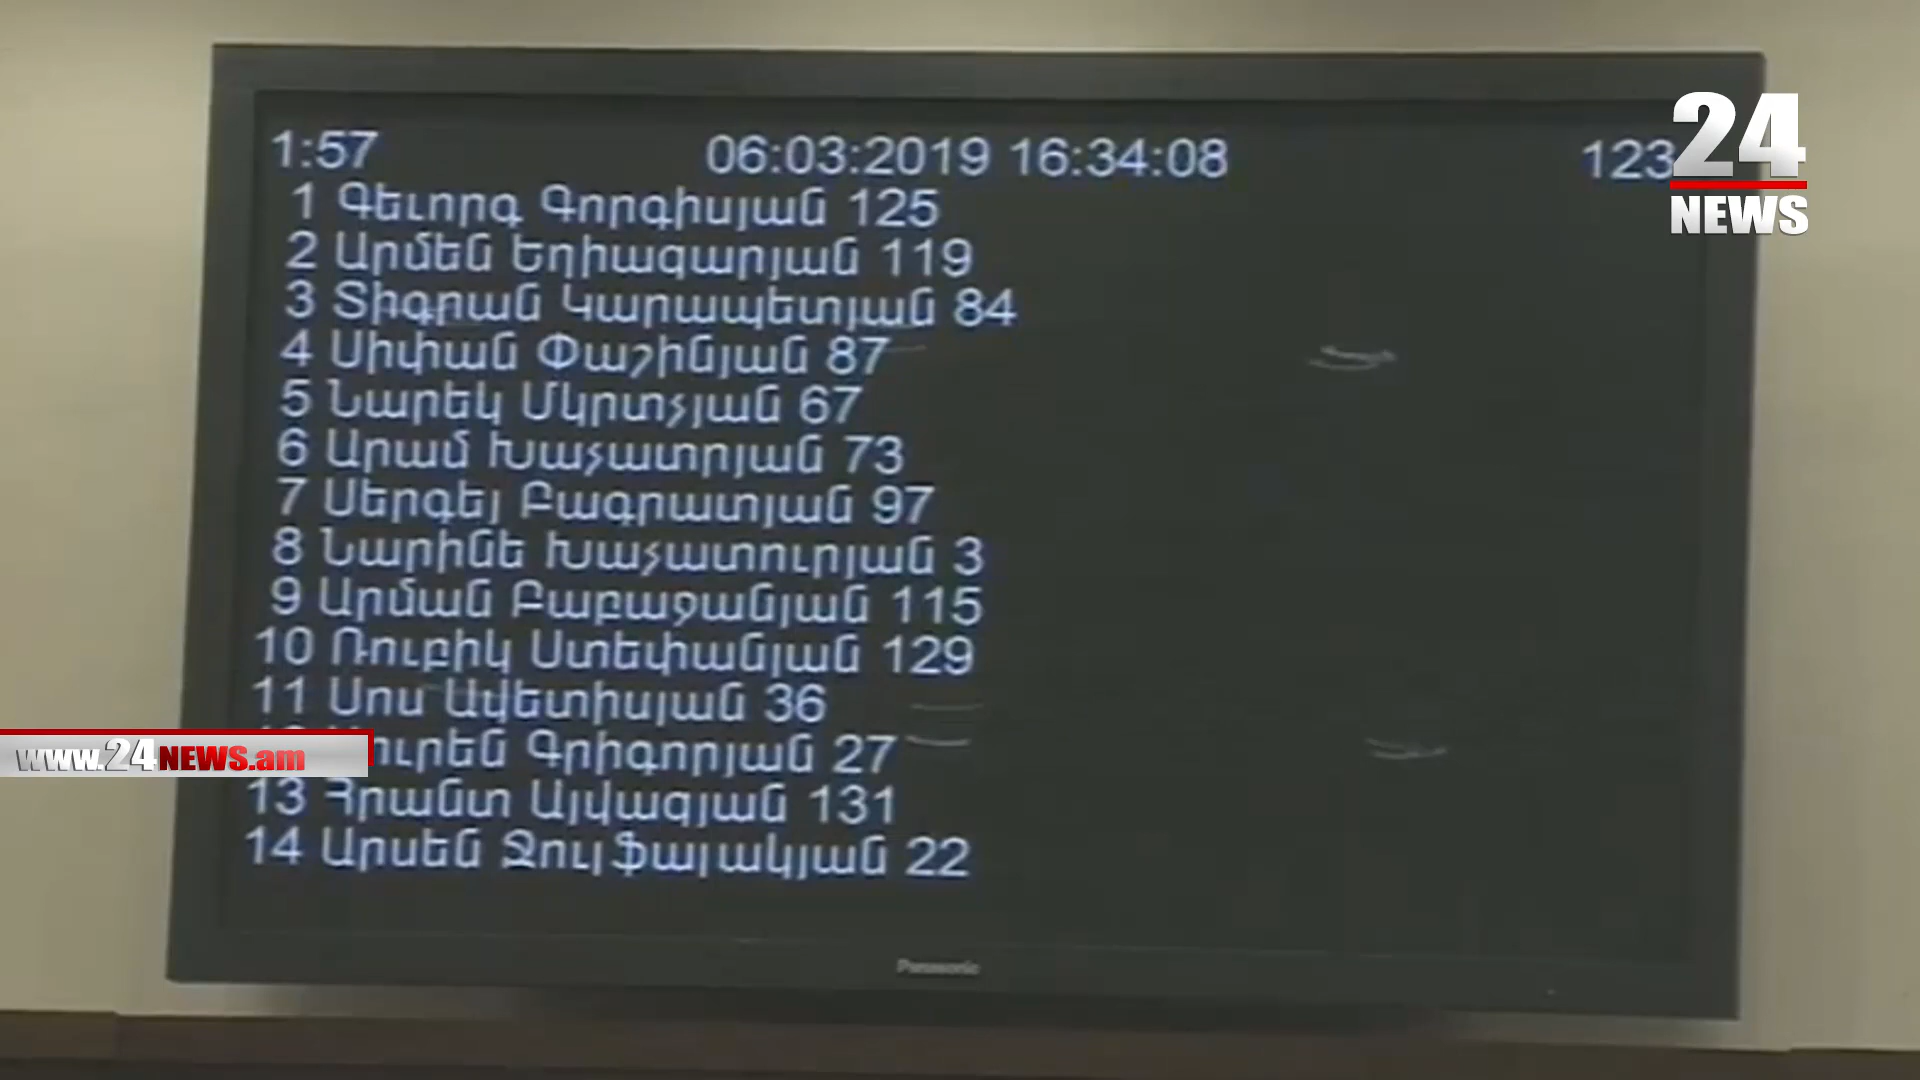 1:57 06:03:2019 16:34:08 123
24
NEWS
1 Գեւորգ Գորգիսյան 125
2 Արմեն Եղիազարյան 119
3 Տիգրան Կարապետյան 84
4 Սիփան Փաշինյան 87
5 Նարեկ Մկրտչյան 67
6 Արամ Խաչատրյան 73
7 Սերգեյ Բագրատյան 97
8 Նարինե Խաչատուրյան 3
9 Արման Բաբաջանյան 115
10 Ռուբիկ Ստեփանյան 129
11 Սոս Ավետիսյան 36
Գրիգորյան 27
www.24NEWS.am
13 Հրանտ Այվազյան 131
14 Արսեն Ջուլֆալակյան 22
Panasonic